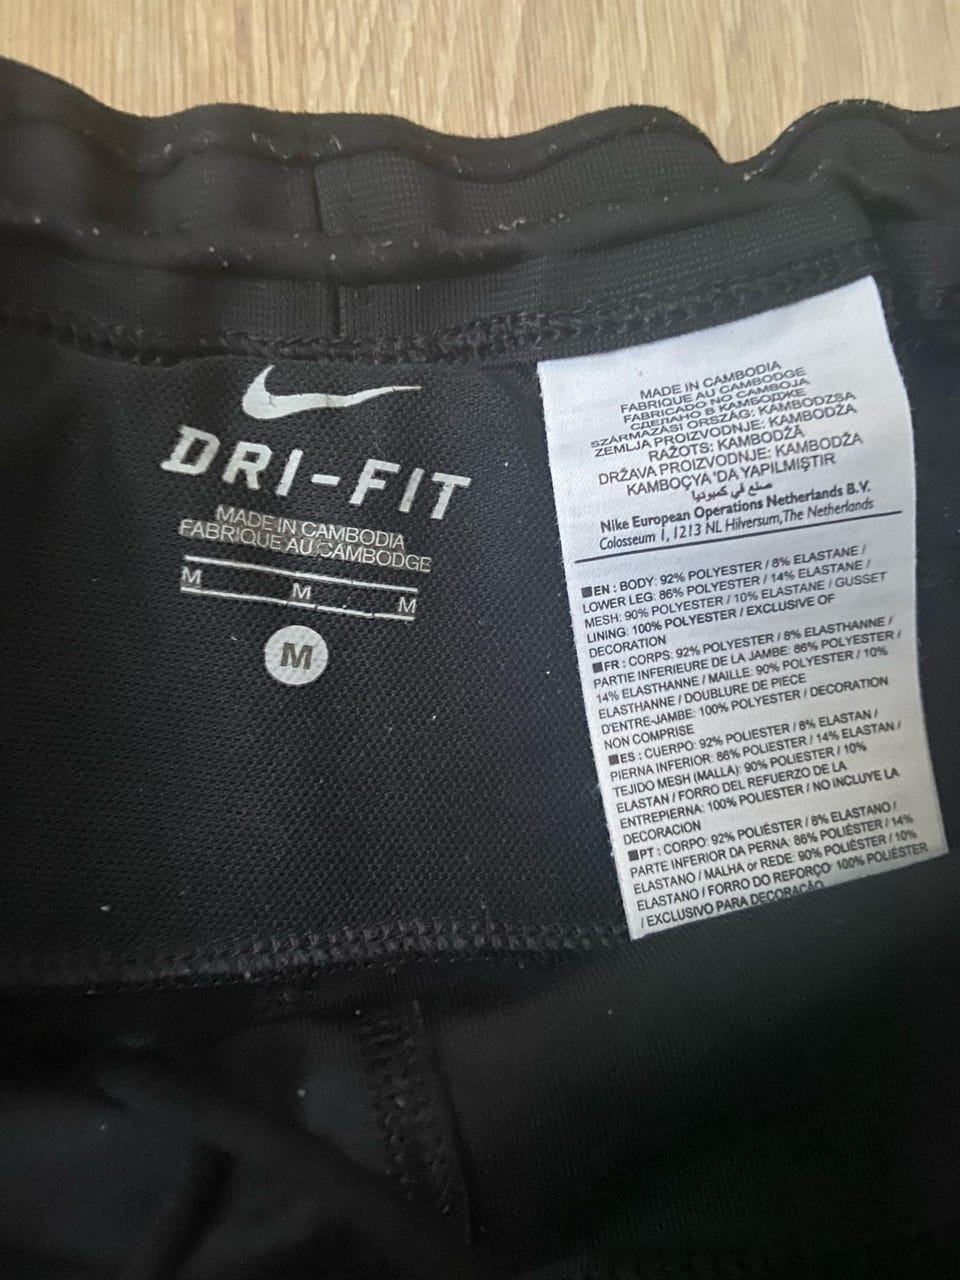 DRI-FIT
MADE IN CAMBODIA
FABRIQUE AU CAMBODGE
M M M
M
MADE IN CAMBODIA
FABRIQUE AU CAMBODGE
FABRICADO NO CAMBOJA
СДЕЛАНО В КАМБОДЖЕ
SZÁRMAZÁSI ORSZÁG: KAMBODZSA
ZEMLJA PROIZVODNJE: KAMBODŽA
RAŽOTS: KAMBODŽĀ
DRŽAVA PROIZVODNJE: KAMBODŽA
KAMBOÇYA'DA YAPILMIŞTIR
صنع في كمبوديا
Nike European Operations Netherlands B.V.
Colosseum 1, 1213 NL Hilversum, The Netherlands
■EN : BODY: 92% POLYESTER / 8% ELASTANE /
LOWER LEG: 86% POLYESTER / 14% ELASTANE /
MESH: 90% POLYESTER / 10% ELASTANE / GUSSET
LINING: 100% POLYESTER / EXCLUSIVE OF
DECORATION
■FR : CORPS: 92% POLYESTER / 8% ELASTHANNE /
PARTIE INFERIEURE DE LA JAMBE: 86% POLYESTER /
14% ELASTHANNE / MAILLE: 90% POLYESTER / 10%
ELASTHANNE / DOUBLURE DE PIECE
D'ENTRE-JAMBE: 100% POLYESTER / DECORATION
NON COMPRISE
■ES : CUERPO: 92% POLIESTER / 8% ELASTAN /
PIERNA INFERIOR: 86% POLIESTER / 14% ELASTAN /
TEJIDO MESH (MALLA): 90% POLIESTER / 10%
ELASTAN / FORRO DEL REFUERZO DE LA
ENTREPIERNA: 100% POLIESTER / NO INCLUYE LA
DECORACION
■PT : CORPO: 92% POLIÉSTER / 8% ELASTANO /
PARTE INFERIOR DA PERNA: 86% POLIÉSTER / 14%
ELASTANO / MALHA or REDE: 90% POLIÉSTER / 10%
ELASTANO / FORRO DO REFORÇO: 100% POLIÉSTER
/ EXCLUSIVO PARA DECORAÇÃO